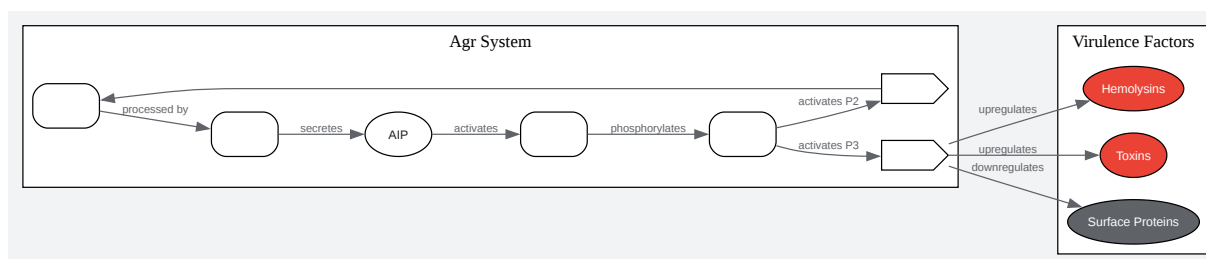 Agr System
Virulence Factors
processed by
secretes
AIP
activates
phosphorylates
activates P2
activates P3
upregulates
Hemolysins
upregulates
Toxins
downregulates
Surface Proteins